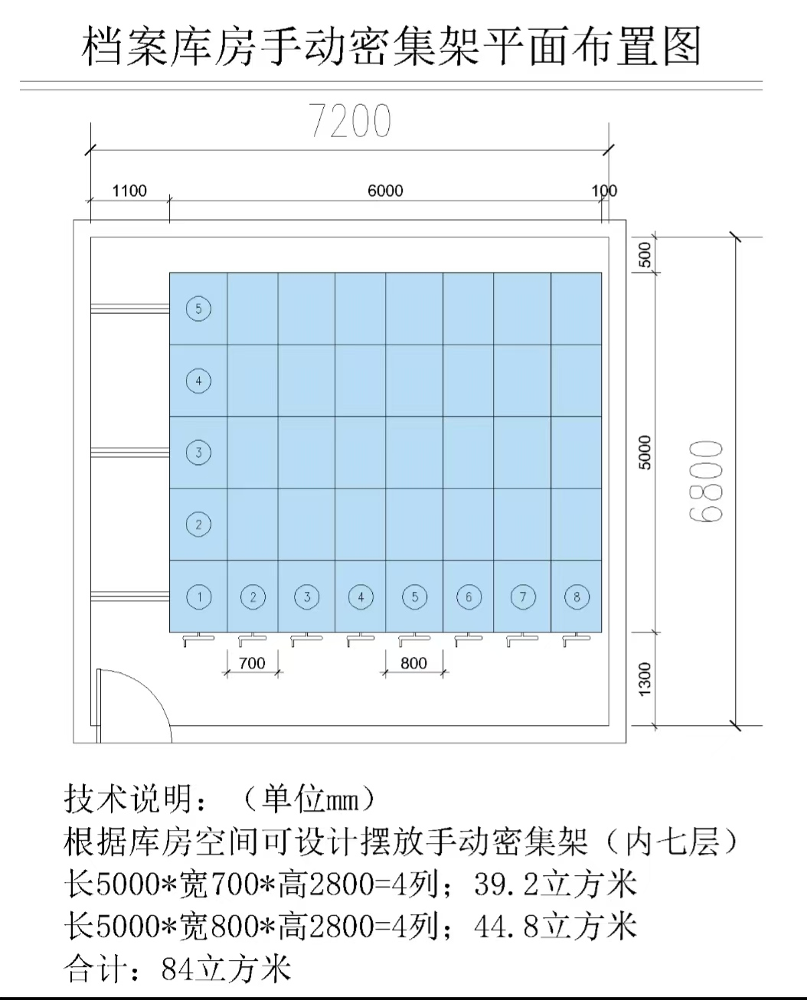 档案库房手动密集架平面布置图
7200
1100 6000 100
500
5
4
3
5000
6800
2
1 2 3 4 5 6 7 8
700 800
1300
技术说明：（单位mm）
根据库房空间可设计摆放手动密集架（内七层）
长5000*宽700*高2800=4列；39.2立方米
长5000*宽800*高2800=4列；44.8立方米
合计：84立方米